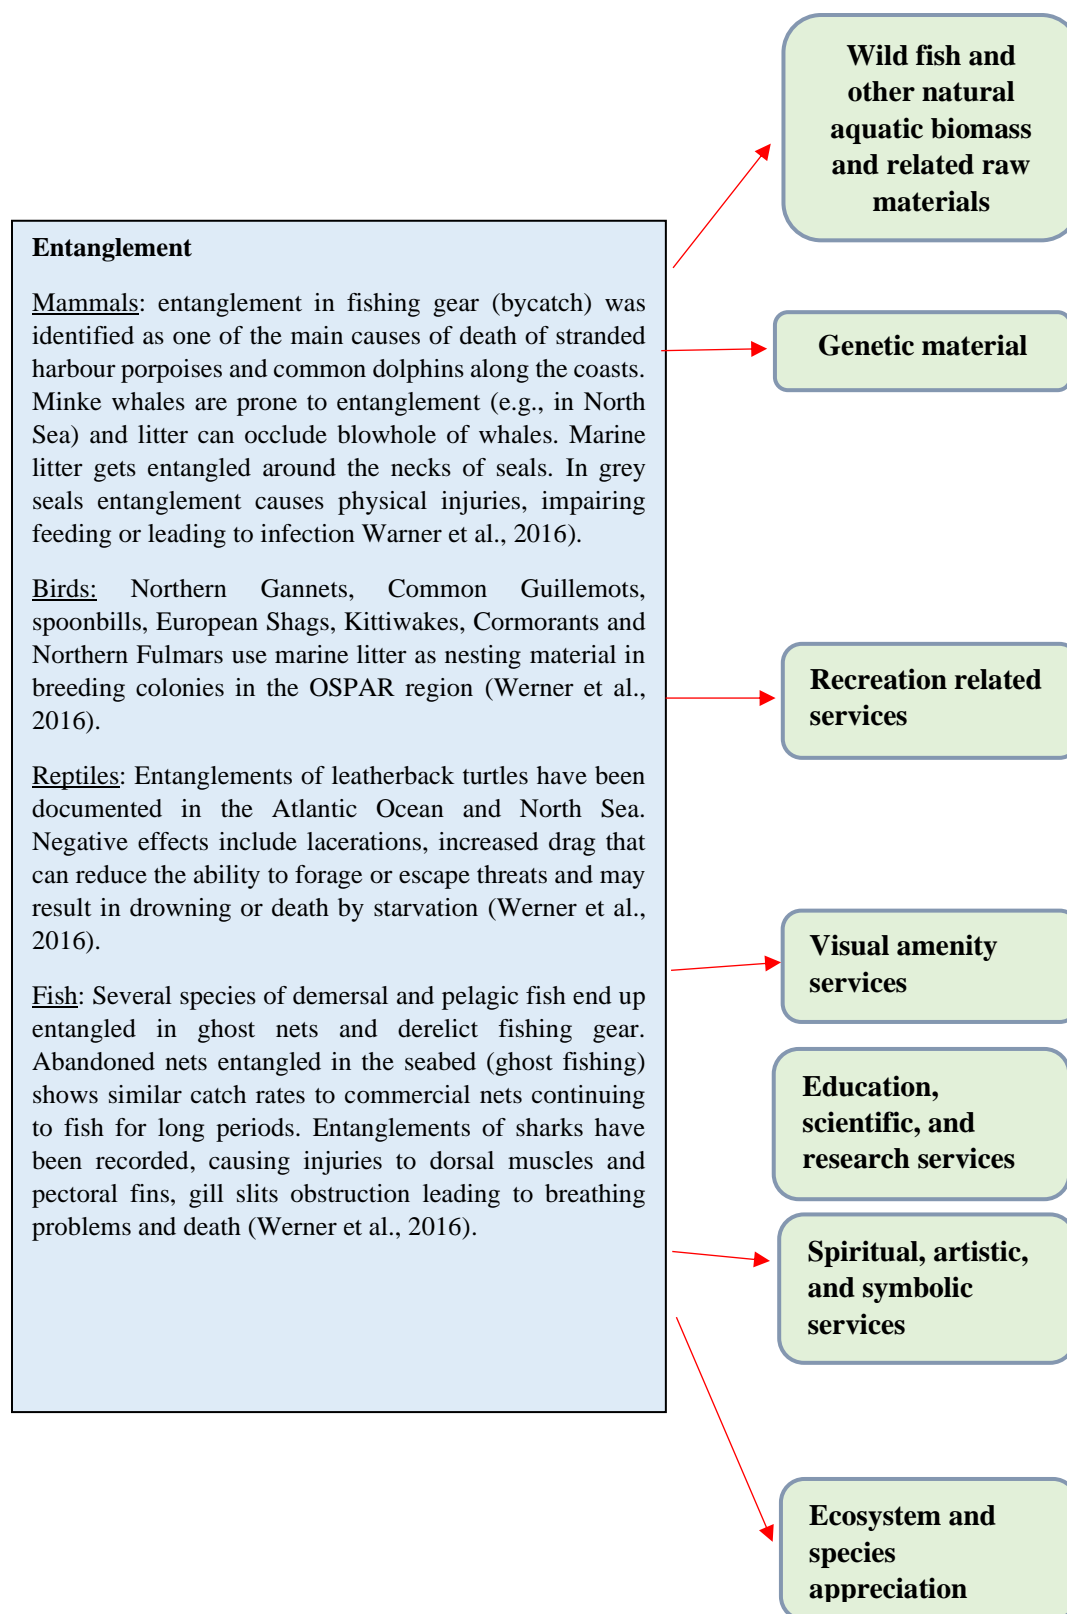 Wild fish and
other natural
aquatic biomass
and related raw
materials
Entanglement
Mammals: entanglement in fishing gear (bycatch) was
identified as one of the main causes of death of stranded
harbour porpoises and common dolphins along the coasts.
Minke whales are prone to entanglement (e.g., in North
Sea) and litter can occlude blowhole of whales. Marine
litter gets entangled around the necks of seals. In grey
seals entanglement causes physical injuries, impairing
feeding or leading to infection Warner et al., 2016).
Birds: Northern Gannets, Common Guillemots,
spoonbills, European Shags, Kittiwakes, Cormorants and
Northern Fulmars use marine litter as nesting material in
breeding colonies in the OSPAR region (Werner et al.,
2016).
Reptiles: Entanglements of leatherback turtles have been
documented in the Atlantic Ocean and North Sea.
Negative effects include lacerations, increased drag that
can reduce the ability to forage or escape threats and may
result in drowning or death by starvation (Werner et al.,
2016).
Fish: Several species of demersal and pelagic fish end up
entangled in ghost nets and derelict fishing gear.
Abandoned nets entangled in the seabed (ghost fishing)
shows similar catch rates to commercial nets continuing
to fish for long periods. Entanglements of sharks have
been recorded, causing injuries to dorsal muscles and
pectoral fins, gill slits obstruction leading to breathing
problems and death (Werner et al., 2016).
Genetic material
Recreation related
services
Visual amenity
services
Education,
scientific, and
research services
Spiritual, artistic,
and symbolic
services
Ecosystem and
species
appreciation